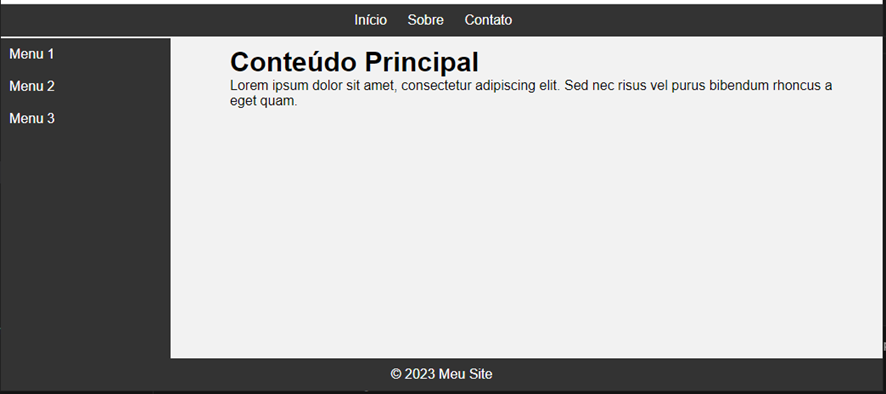 Início Sobre Contato
Menu 1
Menu 2
Menu 3
Conteúdo Principal
Lorem ipsum dolor sit amet, consectetur adipiscing elit. Sed nec risus vel purus bibendum rhoncus a
eget quam.
© 2023 Meu Site